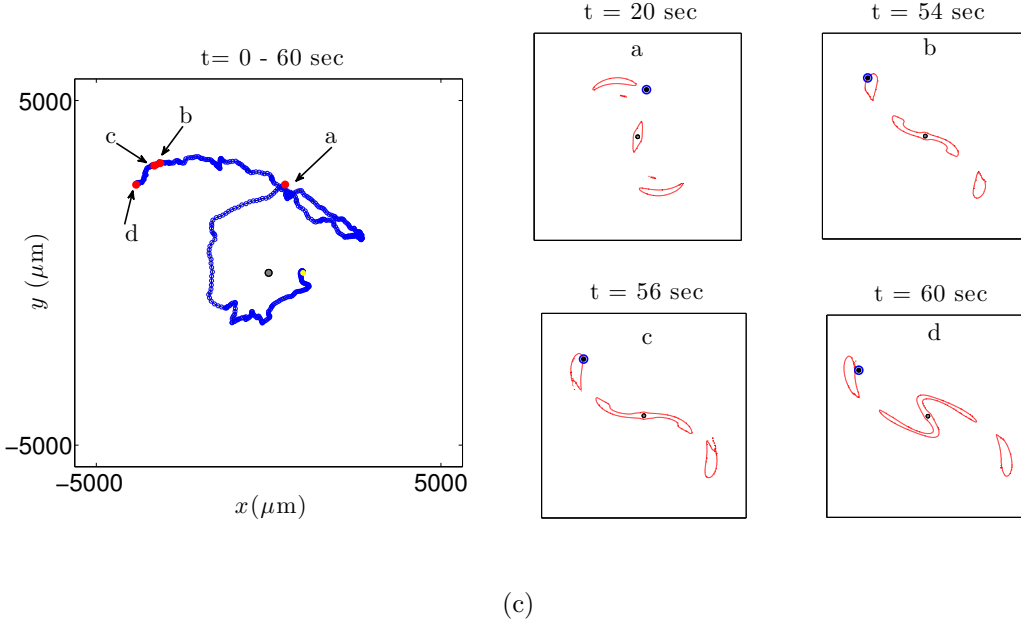 t= 0 - 60 sec
5000
−5000
y (μm)
−5000
5000
x(μm)
a
b
c
d
t = 20 sec
a
t = 54 sec
b
t = 56 sec
c
t = 60 sec
d
(c)